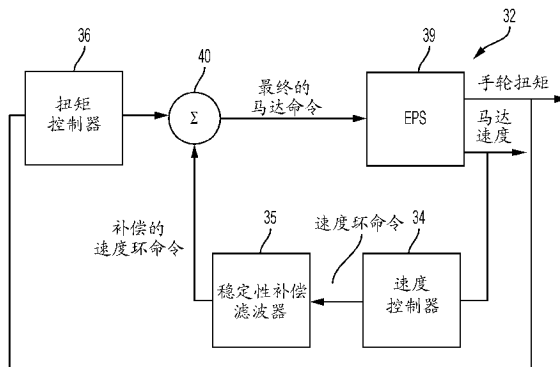 36
40
39
32
扭矩
控制器
Σ
最终的
马达命令
EPS
手轮扭矩
马达
速度
补偿的
速度环命令
35
速度环命令
34
稳定性补偿
滤波器
速度
控制器